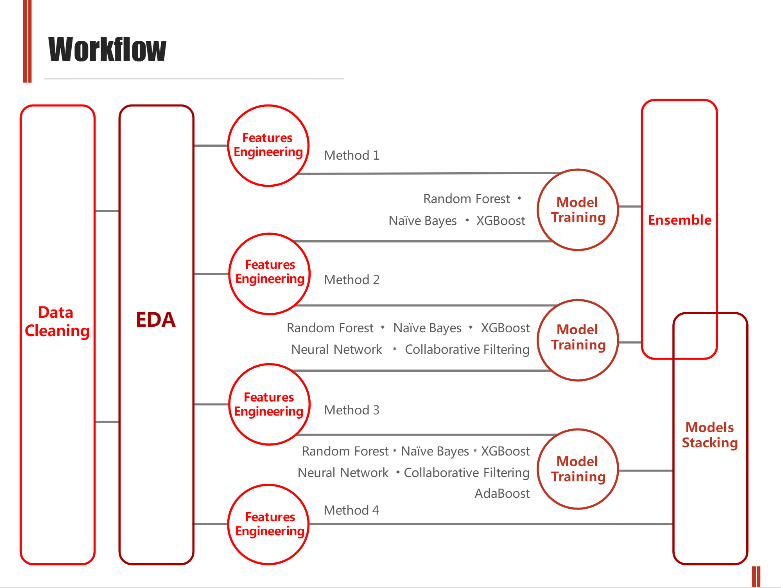 Workflow
Data
Cleaning
EDA
Features
Engineering
Method 1
Random Forest •
Naïve Bayes • XGBoost
Model
Training
Ensemble
Features
Engineering
Method 2
Random Forest • Naïve Bayes • XGBoost
Neural Network • Collaborative Filtering
Model
Training
Features
Engineering
Method 3
Random Forest • Naïve Bayes • XGBoost
Neural Network • Collaborative Filtering
AdaBoost
Model
Training
Models
Stacking
Features
Engineering
Method 4